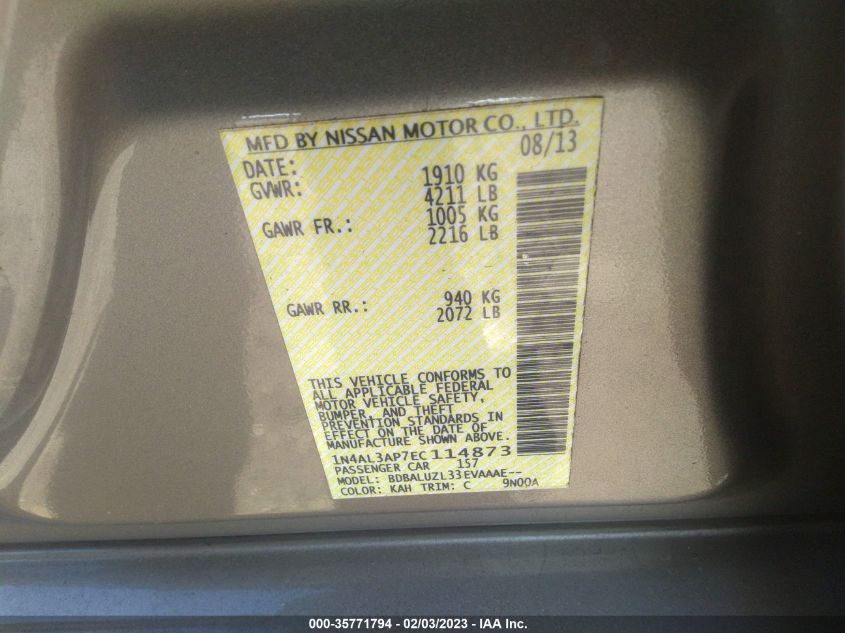 MFD BY NISSAN MOTOR CO., LTD.
DATE: 08/13
GVWR: 1910 KG
4211 LB
GAWR FR.: 1005 KG
2216 LB
GAWR RR.: 940 KG
2072 LB
THIS VEHICLE CONFORMS TO
ALL APPLICABLE FEDERAL
MOTOR VEHICLE SAFETY,
BUMPER, AND THEFT
PREVENTION STANDARDS IN
EFFECT ON THE DATE OF
MANUFACTURE SHOWN ABOVE.
1N4AL3AP7EC114873
PASSENGER CAR 157
MODEL: BDBALUZL33EVAAAE--
COLOR: KAH TRIM: C 9N00A
000-35771794 — 02/03/2023 — IAA Inc.